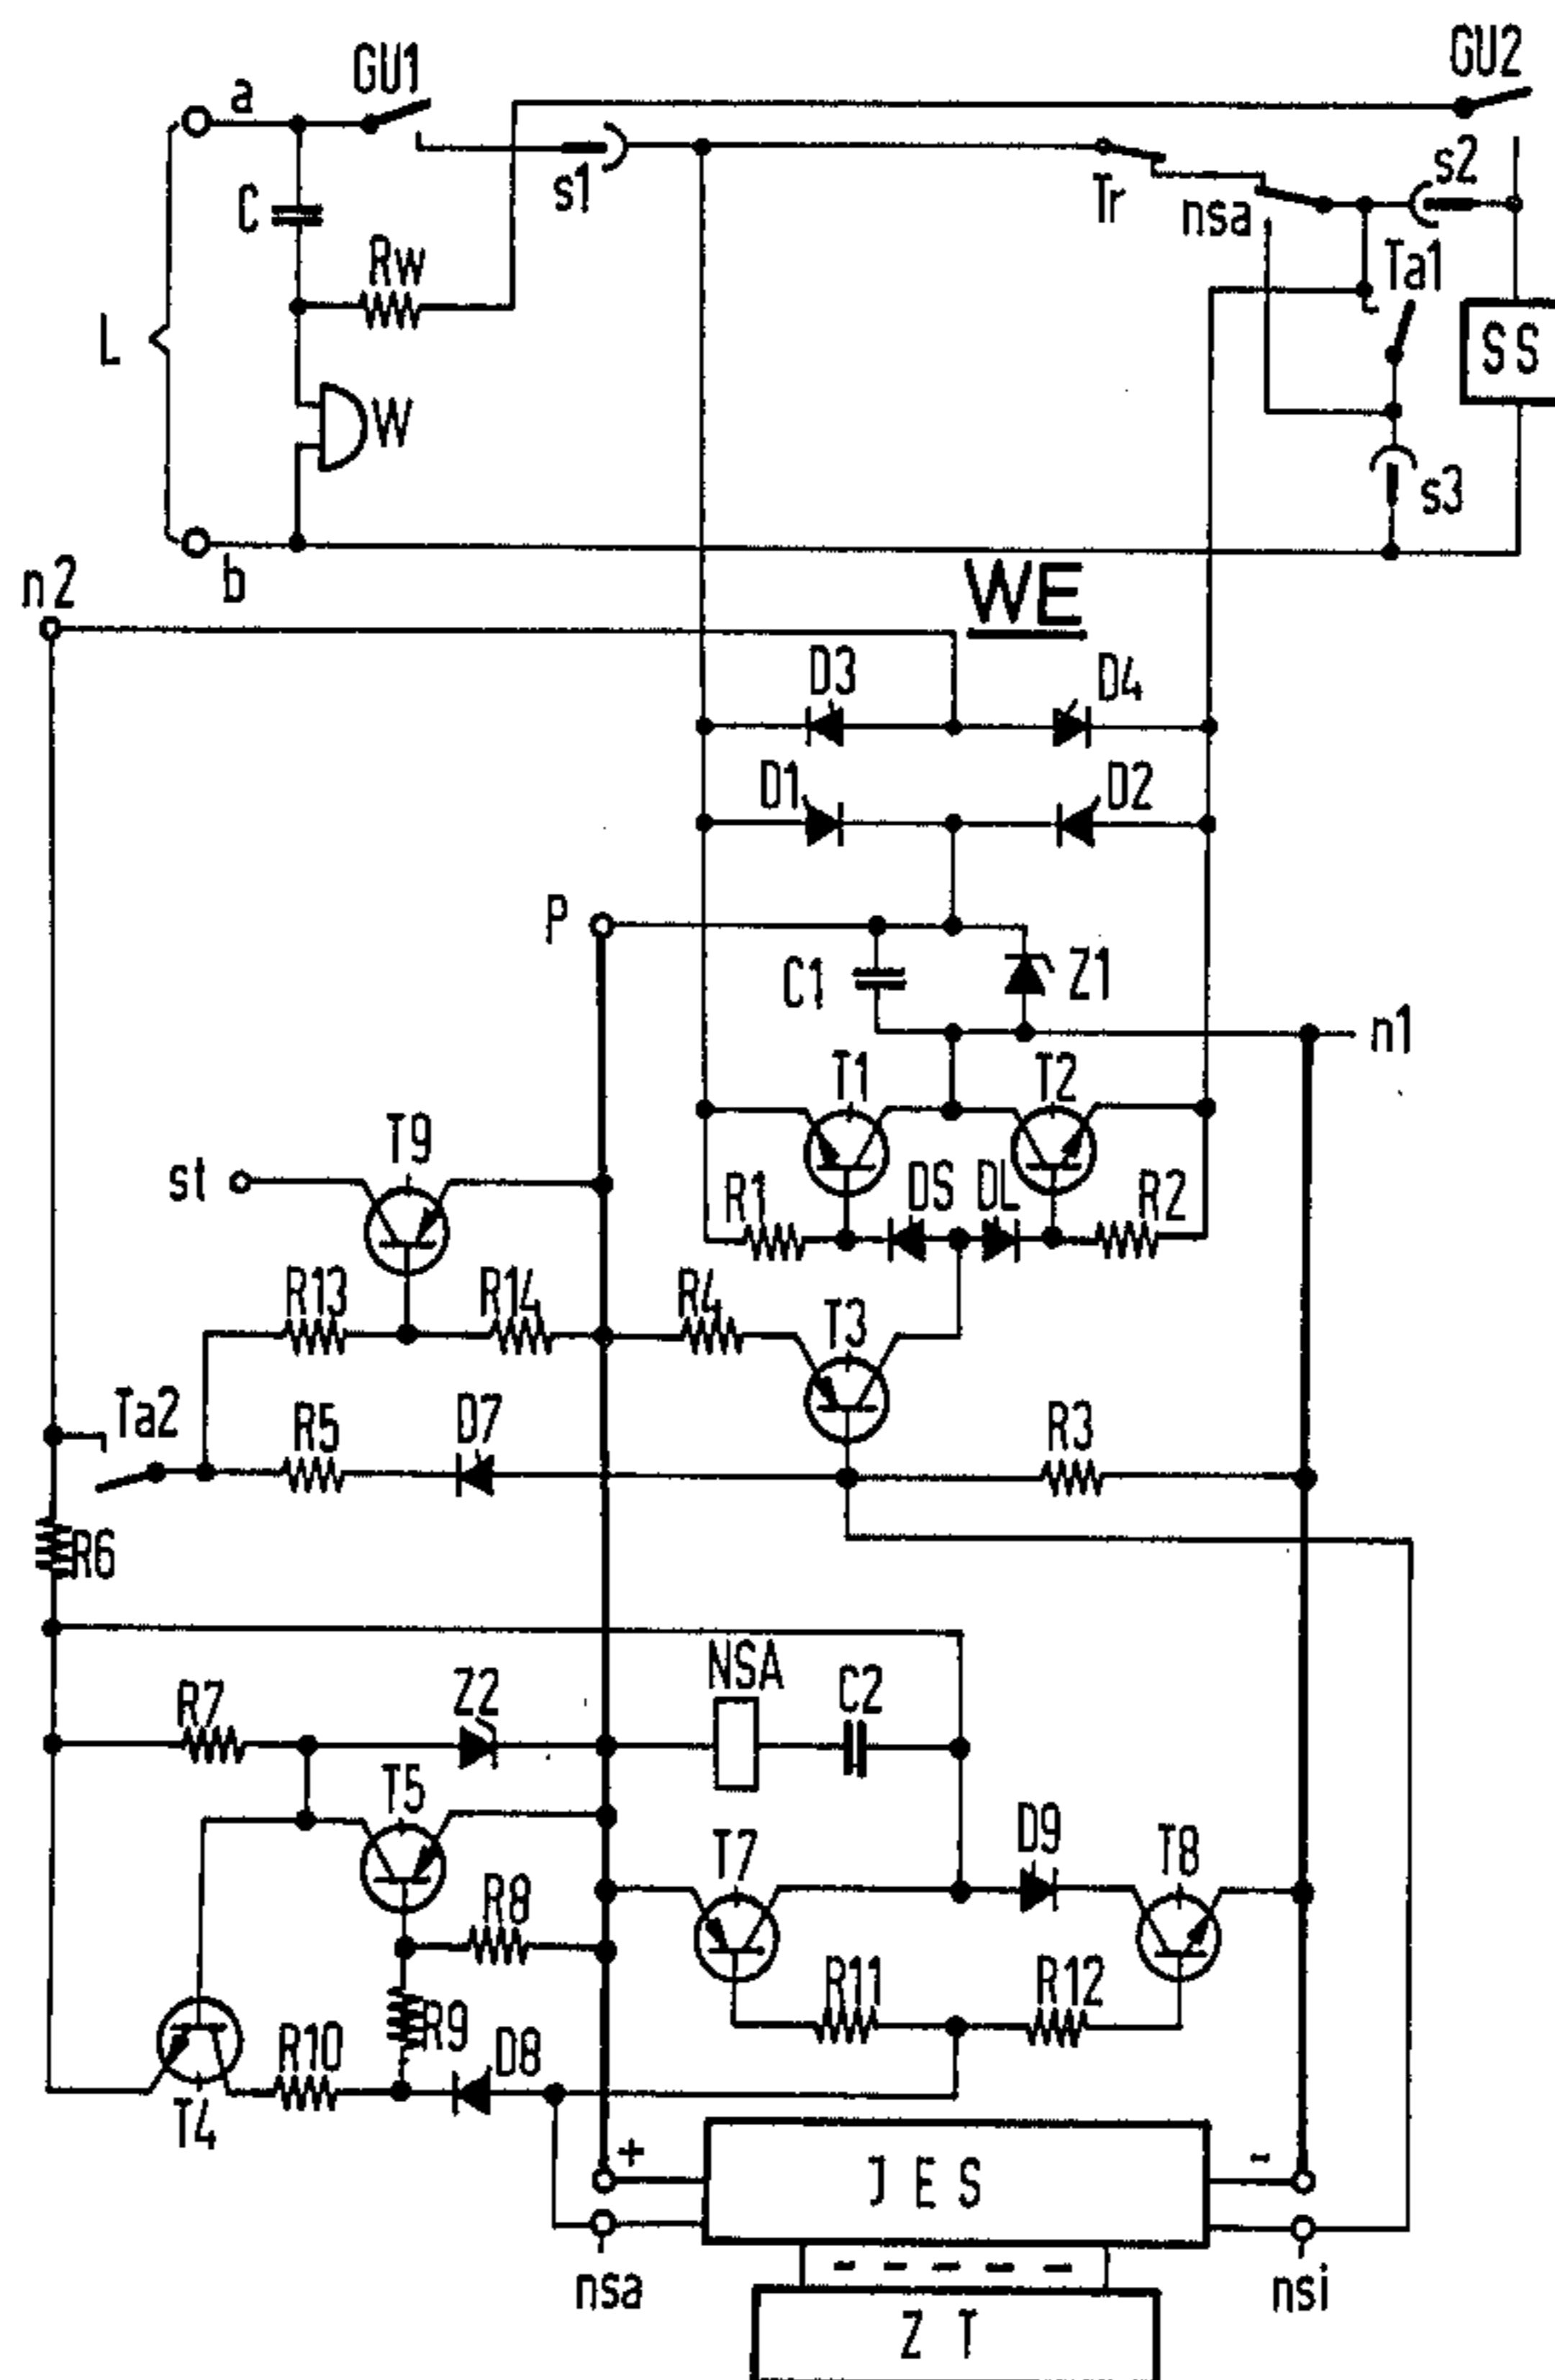 GU1
GU2
a
s1
Tr
nsa
s2
C
Rw
Ta1
L
SS
W
s3
b
n2
WE
D3
D4
D1
D2
P
C1
Z1
n1
T1
T2
T9
st
R1
DS
DL
R2
R13
R14
R4
T3
Ta2
R5
D7
R3
R6
NSA
C2
R7
Z2
T5
D9
T8
T7
R8
R11
R12
R9
R10
D8
T4
+
-
J E S
nsa
nsi
Z T